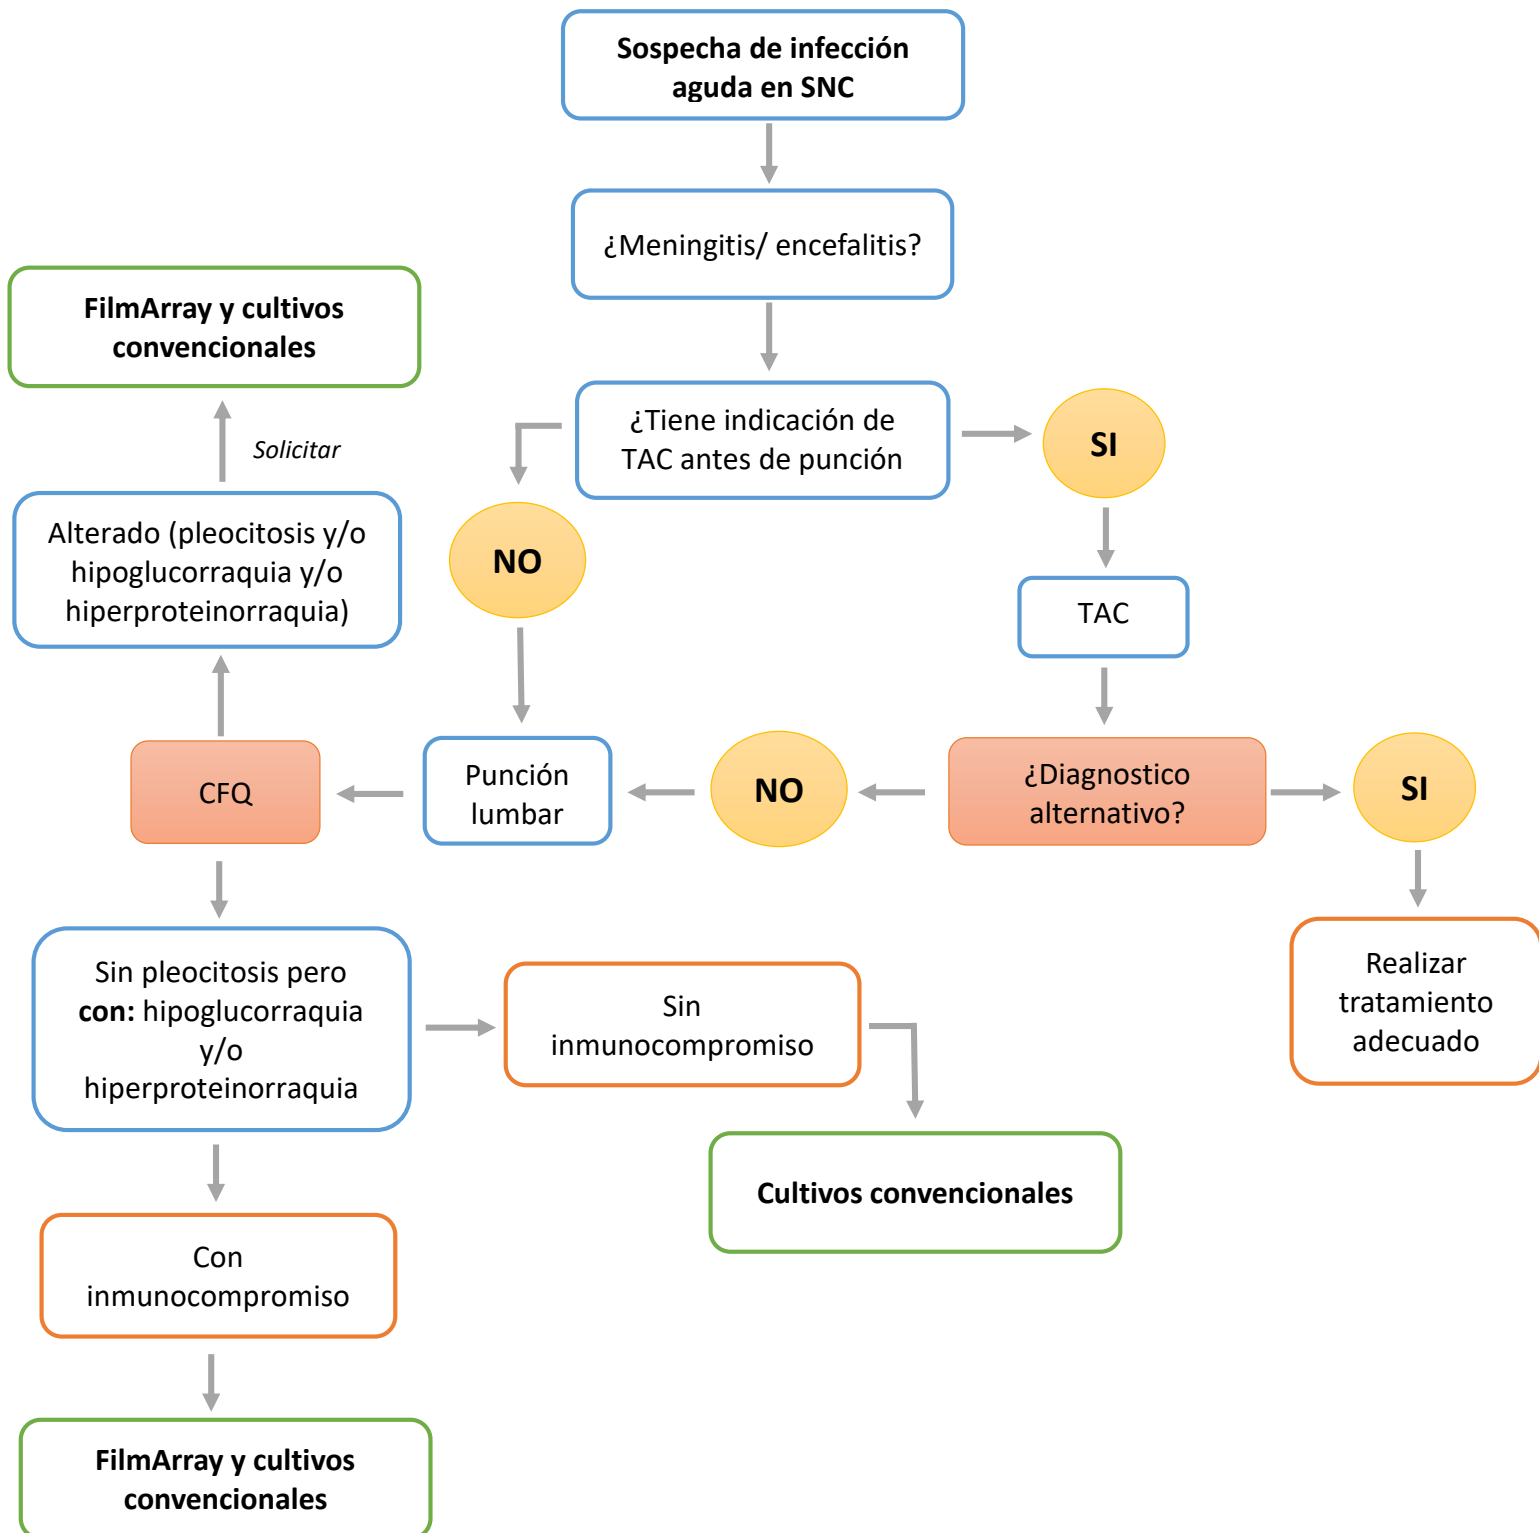 Sospecha de infección
aguda en SNC
¿Meningitis/ encefalitis?
FilmArray y cultivos
convencionales
¿Tiene indicación de
TAC antes de punción
SI
Solicitar
NO
Alterado (pleocitosis y/o
hipoglucorraquia y/o
hiperproteinorraquia)
TAC
CFQ
Punción
lumbar
NO
¿Diagnostico
alternativo?
SI
Sin pleocitosis pero
con: hipoglucorraquia
y/o
hiperproteinorraquia
Sin
inmunocompromiso
Realizar
tratamiento
adecuado
Cultivos convencionales
Con
inmunocompromiso
FilmArray y cultivos
convencionales